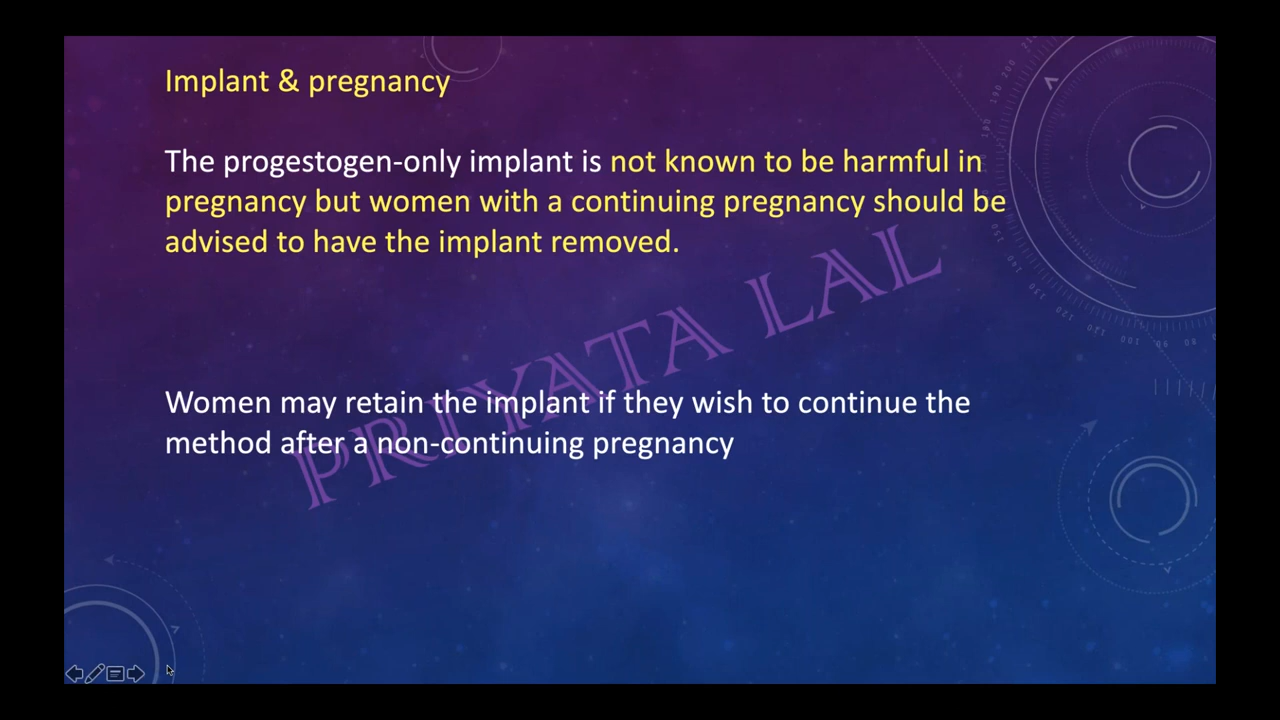 Implant & pregnancy
The progestogen-only implant is not known to be harmful in
pregnancy but women with a continuing pregnancy should be
advised to have the implant removed.
PRIYATA LAL
Women may retain the implant if they wish to continue the
method after a non-continuing pregnancy